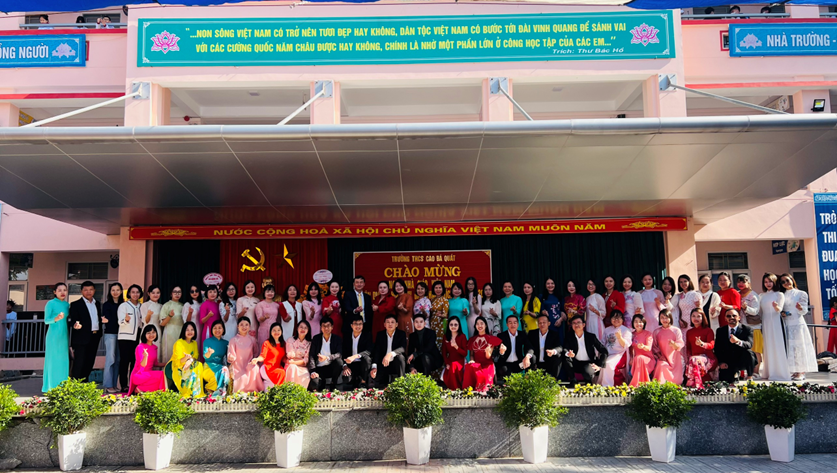 "...NON SÔNG VIỆT NAM CÓ TRỞ NÊN TƯƠI ĐẸP HAY KHÔNG, DÂN TỘC VIỆT NAM CÓ BƯỚC TỚI ĐÀI VINH QUANG ĐỂ SÁNH VAI
VỚI CÁC CƯỜNG QUỐC NĂM CHÂU ĐƯỢC HAY KHÔNG, CHÍNH LÀ NHỜ MỘT PHẦN LỚN Ở CÔNG HỌC TẬP CỦA CÁC EM..."
Trích: Thư Bác Hồ
NGƯỜI
NHÀ TRƯỜNG -
NƯỚC CỘNG HOÀ XÃ HỘI CHỦ NGHĨA VIỆT NAM MUÔN NĂM
TRƯỜNG THCS CAO BÁ QUÁT
CHÀO MỪNG